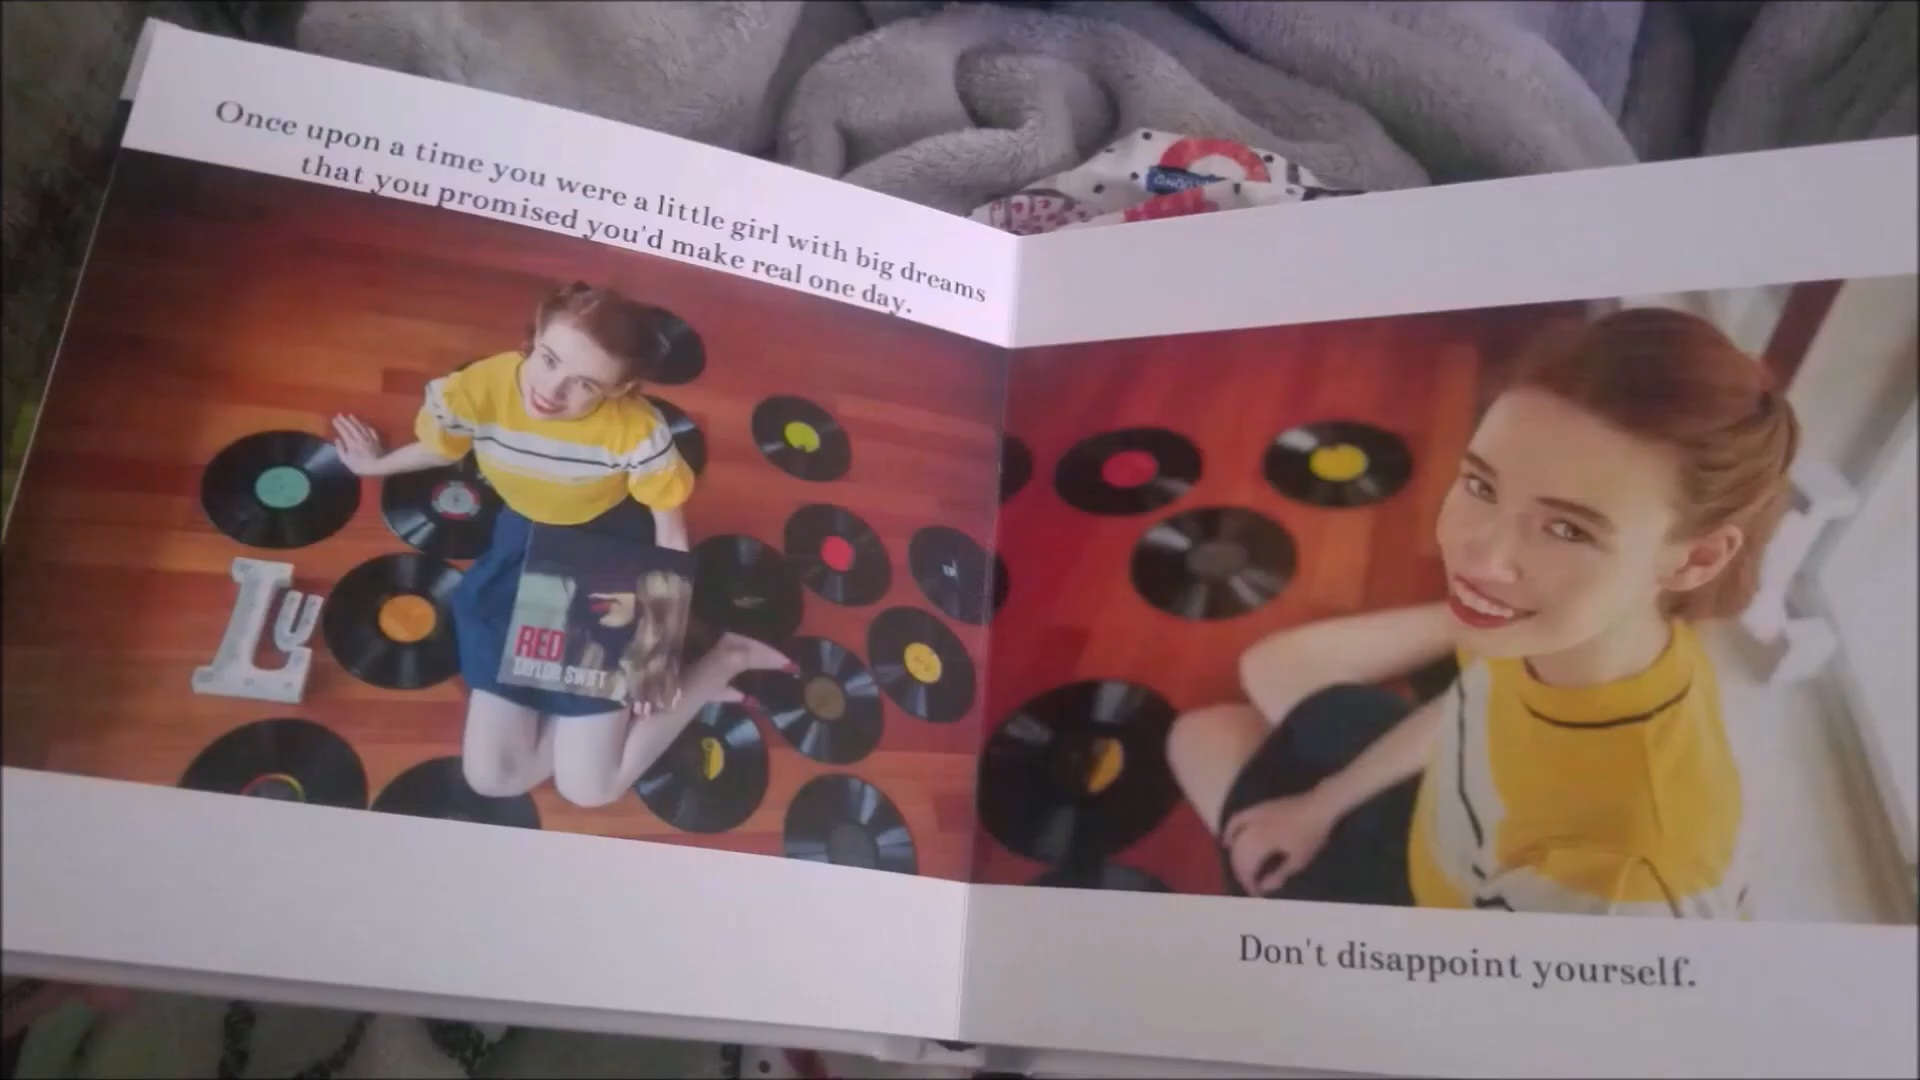 Once upon a time you were a little girl with big dreams
that you promised you'd make real one day.
Ly
RED
TAYLOR SWIFT
Don't disappoint yourself.